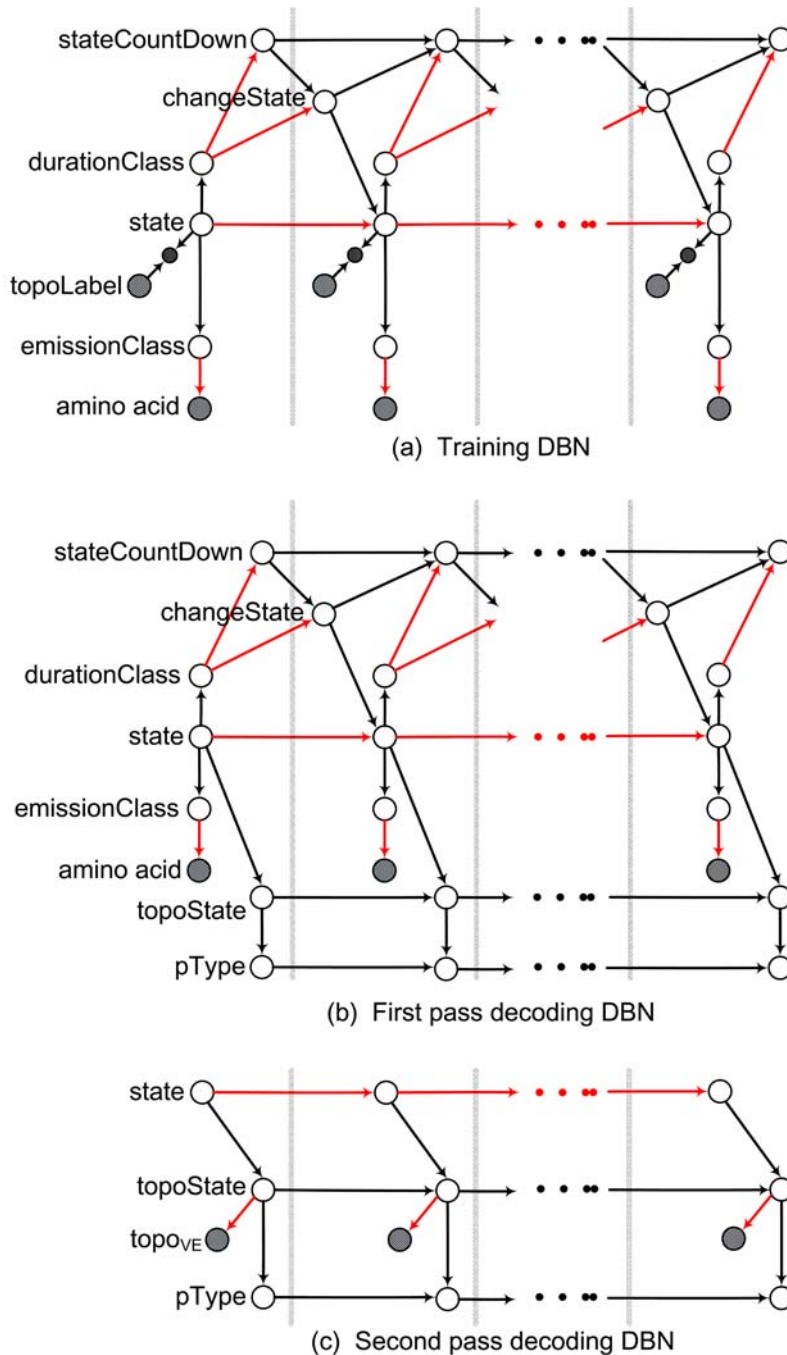 stateCountDown
changeState
durationClass
state
topoLabel
emissionClass
amino acid
(a) Training DBN
stateCountDown
changeState
durationClass
state
emissionClass
amino acid
topoState
pType
(b) First pass decoding DBN
state
topoState
topoVE
pType
(c) Second pass decoding DBN